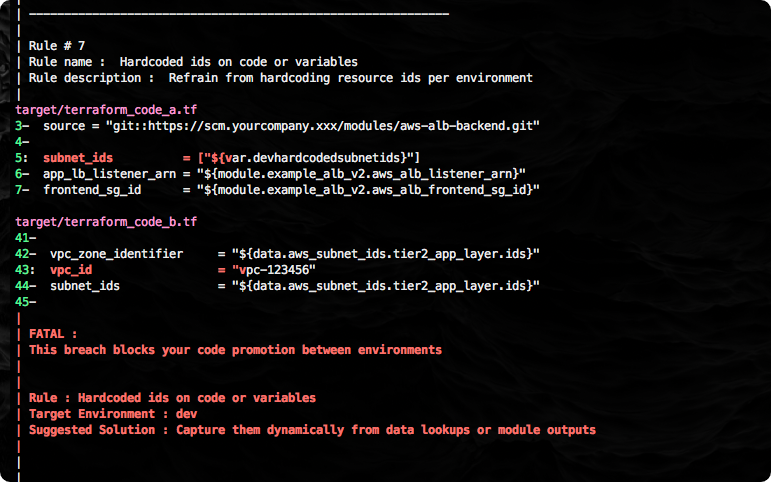 Rule # 7
Rule name :  Hardcoded ids on code or variables
Rule description :  Refrain from hardcoding resource ids per environment
target/terraform_code_a.tf
3-  source = "git::https://scm.yourcompany.xxx/modules/aws-alb-backend.git"
4-
5:  subnet_ids          = ["${var.devhardcodedsubnetids}"]
6-  app_lb_listener_arn = "${module.example_alb_v2.aws_alb_listener_arn}"
7-  frontend_sg_id      = "${module.example_alb_v2.aws_alb_frontend_sg_id}"
target/terraform_code_b.tf
41-
42-  vpc_zone_identifier     = "${data.aws_subnet_ids.tier2_app_layer.ids}"
43:  vpc_id                  = "vpc-123456"
44-  subnet_ids              = "${data.aws_subnet_ids.tier2_app_layer.ids}"
45-
FATAL :
This breach blocks your code promotion between environments
Rule : Hardcoded ids on code or variables
Target Environment : dev
Suggested Solution : Capture them dynamically from data lookups or module outputs